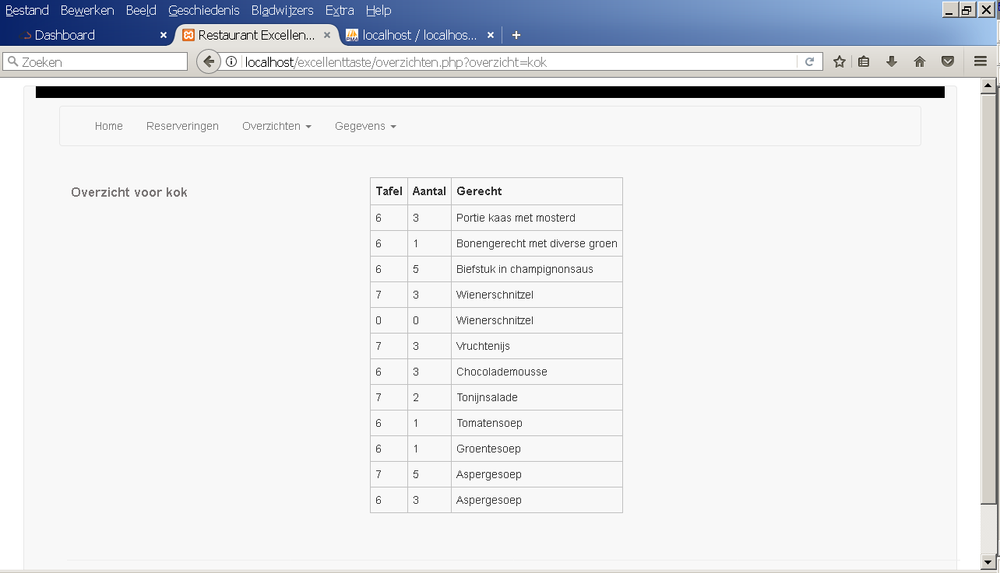 Bestand Bewerken Beeld Geschiedenis Bladwijzers Extra Help
Dashboard × Restaurant Excellen... × localhost / localhos... × +
Zoeken localhost/excellenttaste/overzichten.php?overzicht=kok
Home Reserveringen Overzichten Gegevens
Overzicht voor kok
Tafel Aantal Gerecht
6 3 Portie kaas met mosterd
6 1 Bonengerecht met diverse groen
6 5 Biefstuk in champignonsaus
7 3 Wienerschnitzel
0 0 Wienerschnitzel
7 3 Vruchtenijs
6 3 Chocolademousse
7 2 Tonijnsalade
6 1 Tomatensoep
6 1 Groentesoep
7 5 Aspergesoep
6 3 Aspergesoep